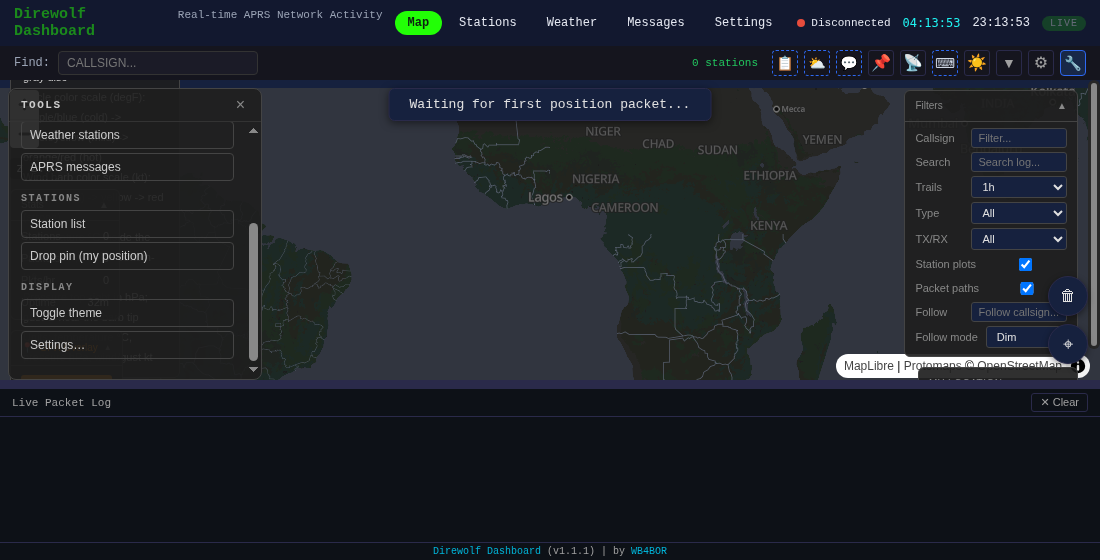 Direwolf Dashboard
Real-time APRS Network Activity
Map Stations Weather Messages Settings
Disconnected 04:13:53 23:13:53 LIVE
Find: CALLSIGN...
0 stations
TOOLS ×
Weather stations
APRS messages
STATIONS
Station list
Drop pin (my position)
DISPLAY
Toggle theme
Settings...
Waiting for first position packet...
NIGER
CHAD
SUDAN
YEMEN
Mecca
NIGERIA
ETHIOPIA
Lagos
CAMEROON
KENYA
Filters ▲
Callsign Filter...
Search Search log...
Trails 1h
Type All
TX/RX All
Station plots
Packet paths
Follow Follow callsign...
Follow mode Dim
MapLibre | Protomaps © OpenStreetMap
Live Packet Log
✕ Clear
Direwolf Dashboard (v1.1.1) | by WB4BOR